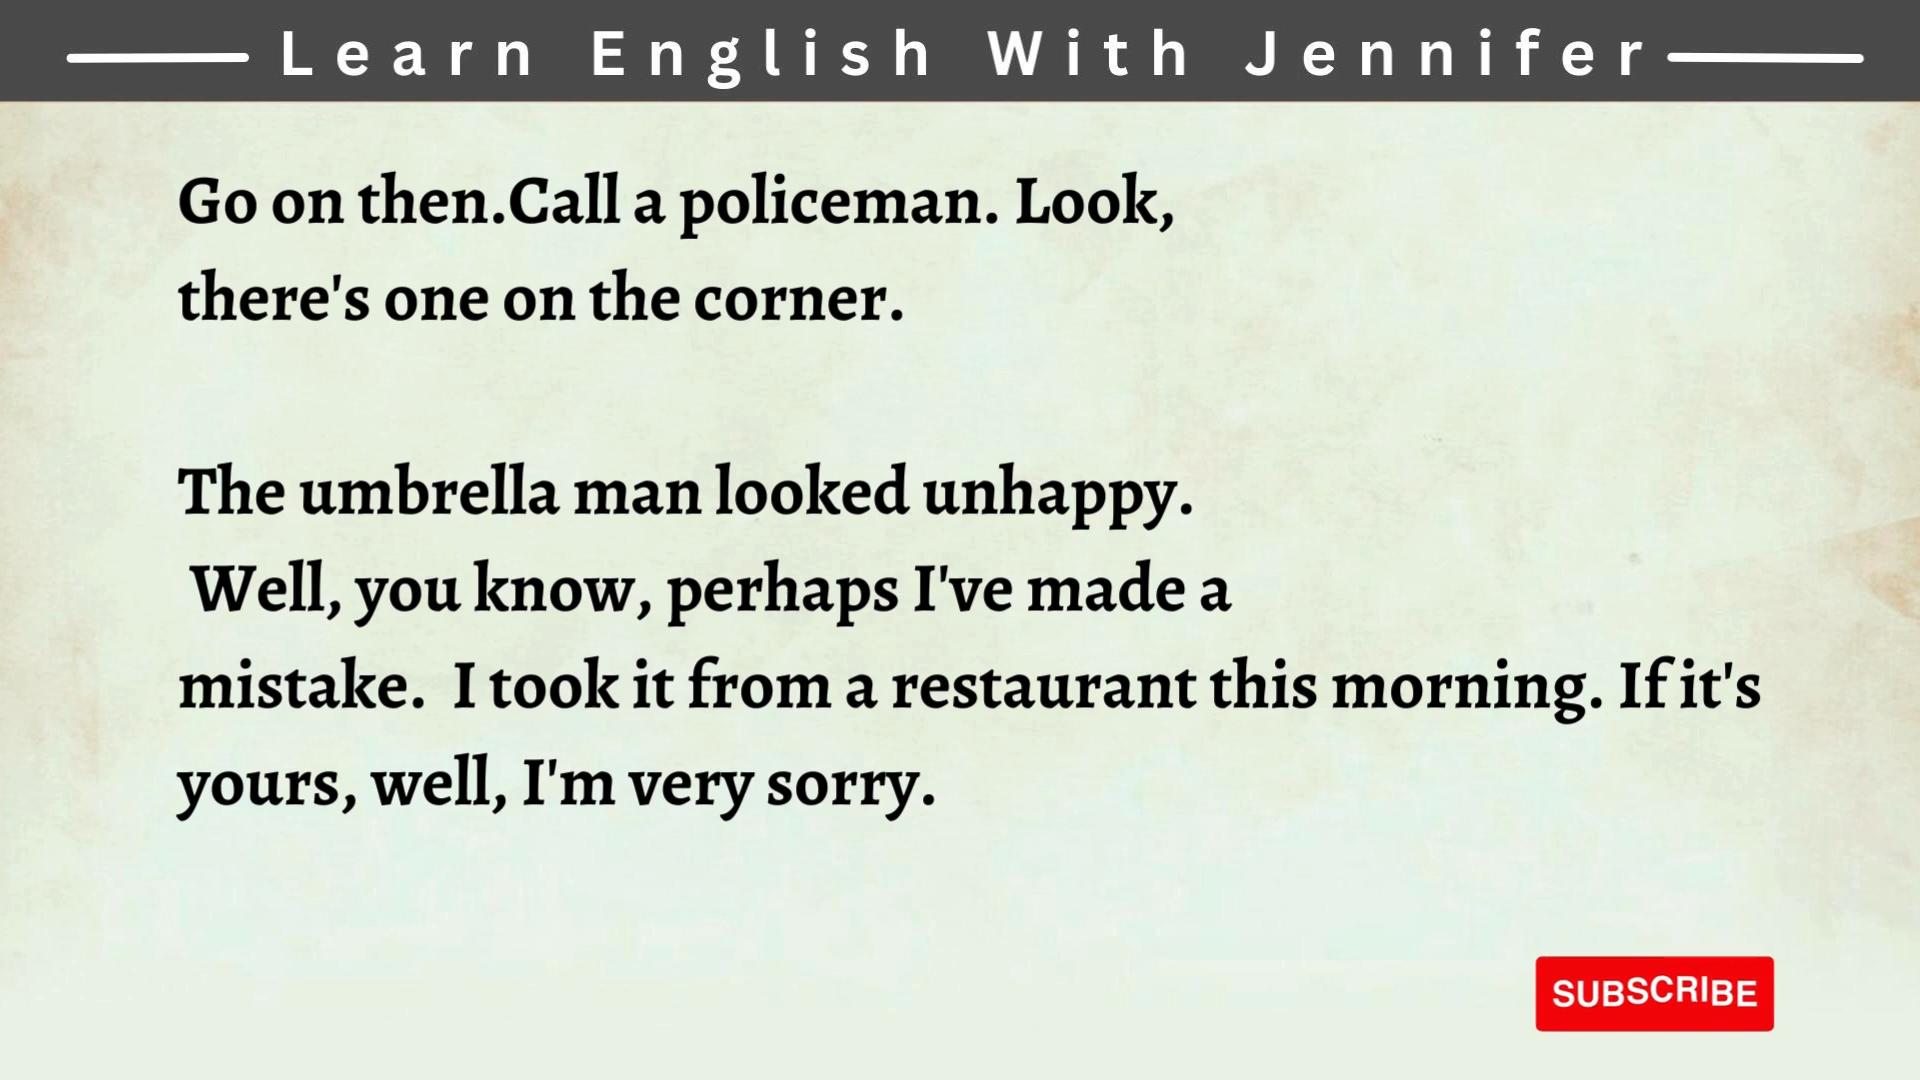 Learn English With Jennifer
Go on then.Call a policeman. Look,
there's one on the corner.
The umbrella man looked unhappy.
Well, you know, perhaps I've made a
mistake.  I took it from a restaurant this morning. If it's
yours, well, I'm very sorry.
SUBSCRIBE